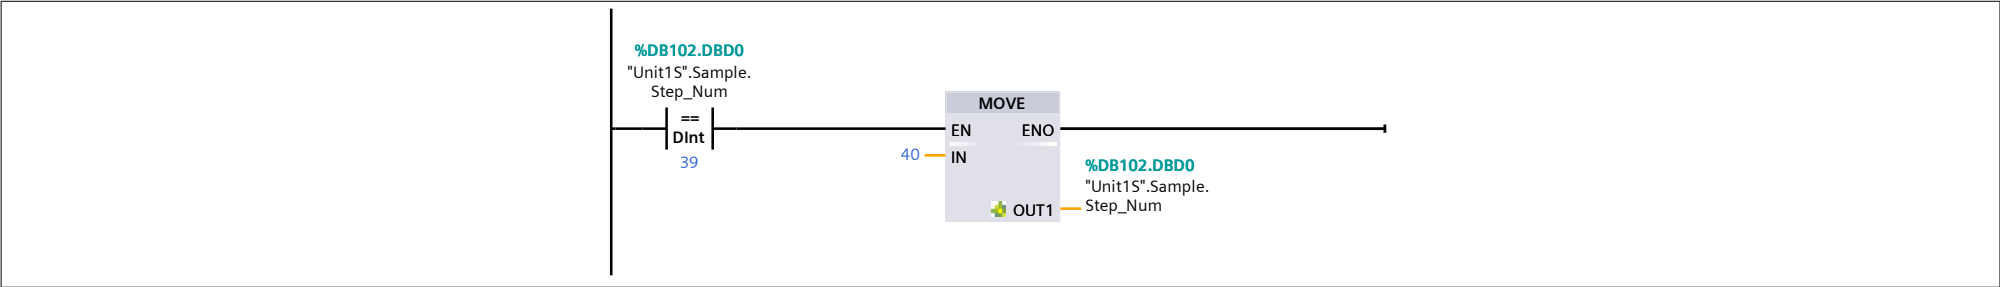 %DB102.DBD0
"Unit1S".Sample.
Step_Num
==
DInt
39
MOVE
EN ENO
40 IN
%DB102.DBD0
"Unit1S".Sample.
OUT1 Step_Num